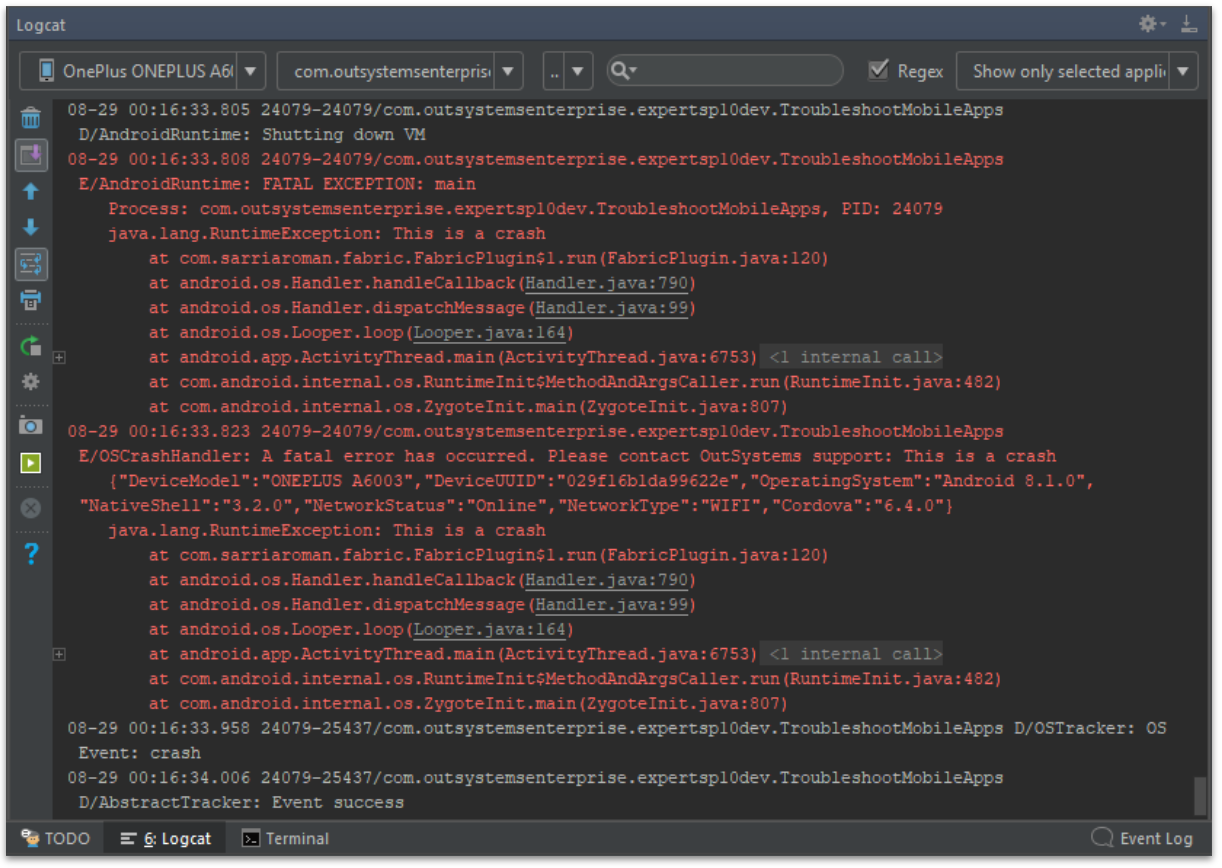 Logcat
OnePlus ONEPLUS A6 com.outsystemsenterpris .. Regex Show only selected appli
08-29 00:16:33.805 24079-24079/com.outsystemsenterprise.expertsp10dev.TroubleshootMobileApps
D/AndroidRuntime: Shutting down VM
08-29 00:16:33.808 24079-24079/com.outsystemsenterprise.expertsp10dev.TroubleshootMobileApps
E/AndroidRuntime: FATAL EXCEPTION: main
Process: com.outsystemsenterprise.expertsp10dev.TroubleshootMobileApps, PID: 24079
java.lang.RuntimeException: This is a crash
at com.sarriaroman.fabric.FabricPlugin$1.run(FabricPlugin.java:120)
at android.os.Handler.handleCallback(Handler.java:790)
at android.os.Handler.dispatchMessage(Handler.java:99)
at android.os.Looper.loop(Looper.java:164)
at android.app.ActivityThread.main(ActivityThread.java:6753) <1 internal call>
at com.android.internal.os.RuntimeInit$MethodAndArgsCaller.run(RuntimeInit.java:482)
at com.android.internal.os.ZygoteInit.main(ZygoteInit.java:807)
08-29 00:16:33.823 24079-24079/com.outsystemsenterprise.expertsp10dev.TroubleshootMobileApps
E/OSCrashHandler: A fatal error has occurred. Please contact OutSystems support: This is a crash
{"DeviceModel":"ONEPLUS A6003","DeviceUUID":"029f16b1da99622e","OperatingSystem":"Android 8.1.0",
"NativeShell":"3.2.0","NetworkStatus":"Online","NetworkType":"WIFI","Cordova":"6.4.0"}
java.lang.RuntimeException: This is a crash
at com.sarriaroman.fabric.FabricPlugin$1.run(FabricPlugin.java:120)
at android.os.Handler.handleCallback(Handler.java:790)
at android.os.Handler.dispatchMessage(Handler.java:99)
at android.os.Looper.loop(Looper.java:164)
at android.app.ActivityThread.main(ActivityThread.java:6753) <1 internal call>
at com.android.internal.os.RuntimeInit$MethodAndArgsCaller.run(RuntimeInit.java:482)
at com.android.internal.os.ZygoteInit.main(ZygoteInit.java:807)
08-29 00:16:33.958 24079-25437/com.outsystemsenterprise.expertsp10dev.TroubleshootMobileApps D/OSTracker: OS
Event: crash
08-29 00:16:34.006 24079-25437/com.outsystemsenterprise.expertsp10dev.TroubleshootMobileApps
D/AbstractTracker: Event success
TODO 6: Logcat Terminal Event Log